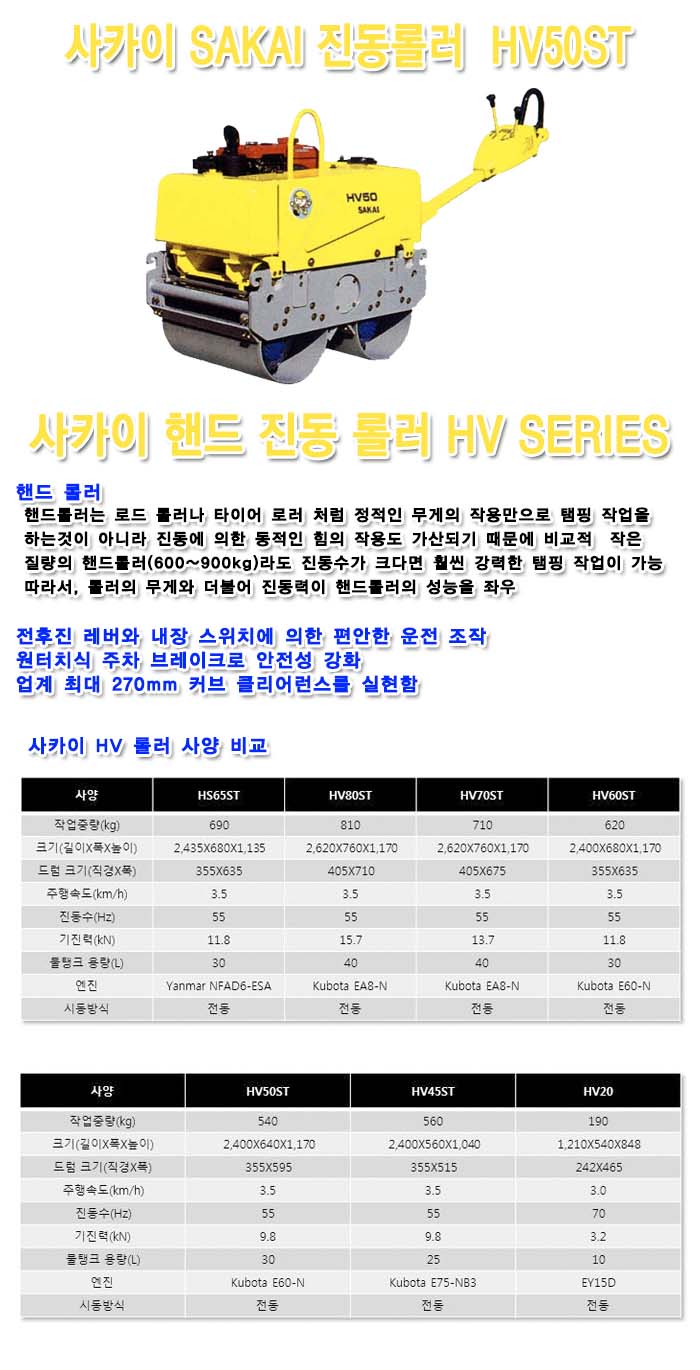 사카이 SAKAI 진동롤러 HV50ST
HV50
SAKAI
사카이 핸드 진동 롤러 HV SERIES
핸드 롤러
핸드롤러는 로드 롤러나 타이어 로러 처럼 정적인 무게의 작용만으로 탬핑 작업을
하는것이 아니라 진동에 의한 동적인 힘의 작용도 가산되기 때문에 비교적 작은
질량의 핸드롤러(600~900kg)라도 진동수가 크다면 훨씬 강력한 탬핑 작업이 가능
따라서, 롤러의 무게와 더불어 진동력이 핸드롤러의 성능을 좌우
전후진 레버와 내장 스위치에 의한 편안한 운전 조작
원터치식 주차 브레이크로 안전성 강화
업계 최대 270mm 커브 클리어런스를 실현함
사카이 HV 롤러 사양 비교
사양 HS65ST HV80ST HV70ST HV60ST
작업중량(kg) 690 810 710 620
크기(길이X폭X높이) 2,435X680X1,135 2,620X760X1,170 2,620X760X1,170 2,400X680X1,170
드럼 크기(직경X폭) 355X635 405X710 405X675 355X635
주행속도(km/h) 3.5 3.5 3.5 3.5
진동수(Hz) 55 55 55 55
기진력(kN) 11.8 15.7 13.7 11.8
물탱크 용량(L) 30 40 40 30
엔진 Yanmar NFAD6-ESA Kubota EA8-N Kubota EA8-N Kubota E60-N
시동방식 전동 전동 전동 전동
사양 HV50ST HV45ST HV20
작업중량(kg) 540 560 190
크기(길이X폭X높이) 2,400X640X1,170 2,400X560X1,040 1,210X540X848
드럼 크기(직경X폭) 355X595 355X515 242X465
주행속도(km/h) 3.5 3.5 3.0
진동수(Hz) 55 55 70
기진력(kN) 9.8 9.8 3.2
물탱크 용량(L) 30 25 10
엔진 Kubota E60-N Kubota E75-NB3 EY15D
시동방식 전동 전동 전동